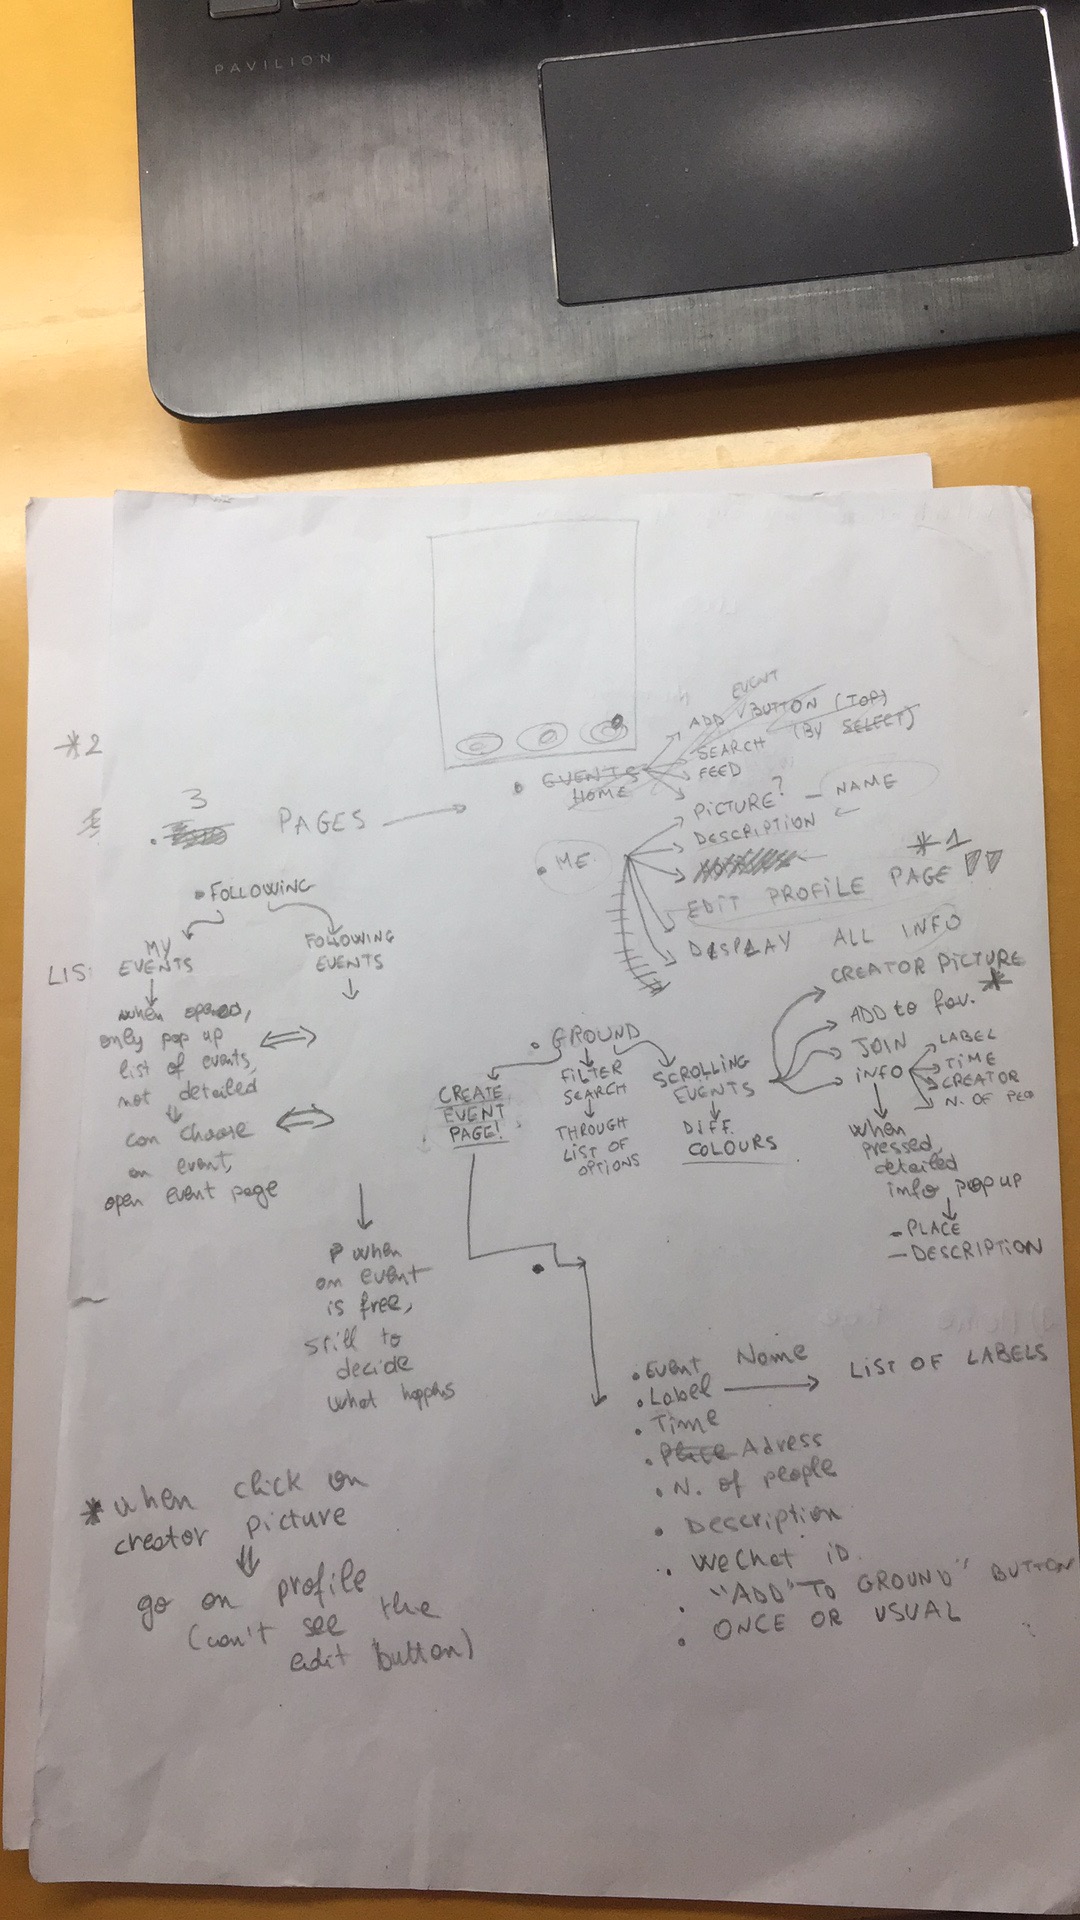 PAVILION
EVENT
ADD BUTTON (TOP)
SEARCH (BY SELECT)
FEED
• EVENTS
HOME
*2
3
• PAGES
PICTURE? – NAME
DESCRIPTION
• ME
*1
EDIT PROFILE PAGE
DISPLAY ALL INFO
• FOLLOWING
MY
EVENTS
FOLLOWING
EVENTS
LIS:
when opened,
only pop up
list of events,
not detailed
can choose
an event,
open event page
when
an event
is free,
still to
decide
what happens
• GROUND
CREATE
EVENT
PAGE!
FILTER
SEARCH
THROUGH
LIST OF
OPTIONS
SCROLLING
EVENTS
DIFF.
COLOURS
CREATOR PICTURE
*
ADD to fav.
JOIN
INFO
LABEL
TIME
CREATOR
N. OF PEO
when
pressed,
detailed
info pop up
– PLACE
– DESCRIPTION
• Event Name
• Label
LIST OF LABELS
• Time
• Place Adress
• N. of people
• Description
• WeChat iD
• "ADD" TO GROUND" BUTTON
• ONCE OR USUAL
* when click on
creator picture
go on profile
(can't see the
edit button)